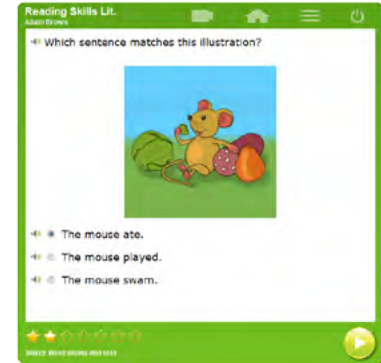 Reading Skills Lit.
Adam Brown
Which sentence matches this illustration?
The mouse ate.
The mouse played.
The mouse swam.